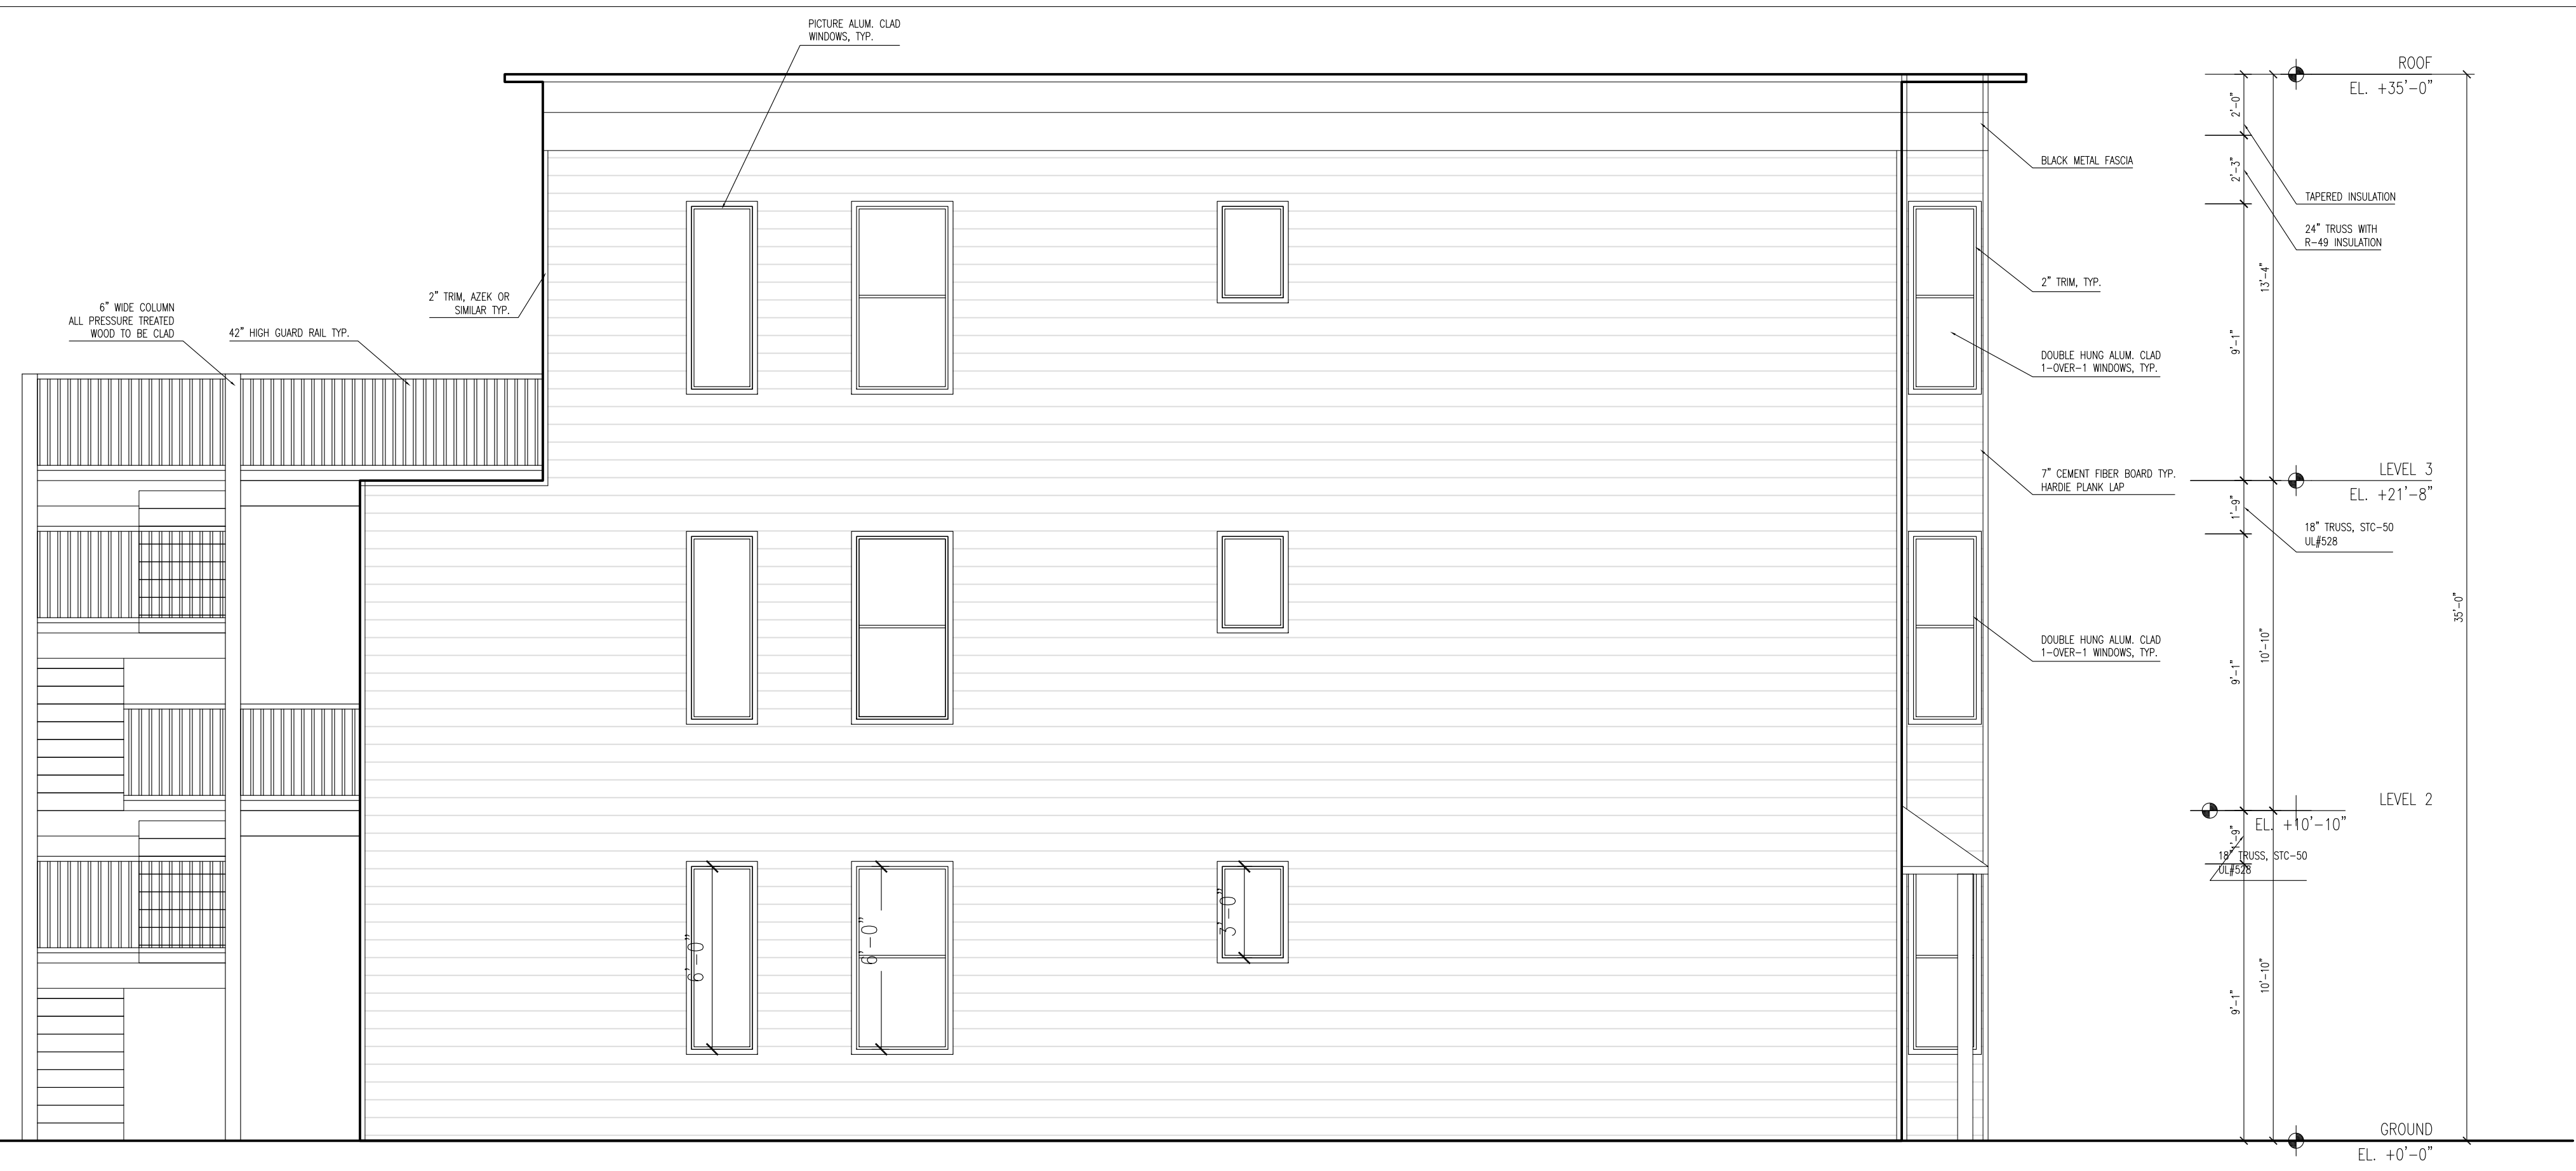 PICTURE ALUM. CLAD
WINDOWS, TYP.
ROOF
EL. +35'-0"
2'-0"
BLACK METAL FASCIA
2'-3"
TAPERED INSULATION
24" TRUSS WITH
R-49 INSULATION
13'-4"
2" TRIM, TYP.
2" TRIM, AZEK OR
SIMILAR TYP.
6" WIDE COLUMN
ALL PRESSURE TREATED
WOOD TO BE CLAD
42" HIGH GUARD RAIL TYP.
9'-1"
DOUBLE HUNG ALUM. CLAD
1-OVER-1 WINDOWS, TYP.
7" CEMENT FIBER BOARD TYP.
HARDIE PLANK LAP
LEVEL 3
EL. +21'-8"
1'-9"
18" TRUSS, STC-50
UL#528
35'-0"
DOUBLE HUNG ALUM. CLAD
1-OVER-1 WINDOWS, TYP.
10'-10"
9'-1"
LEVEL 2
EL. +10'-10"
1'-9"
18" TRUSS, STC-50
UL#528
6'-0"
6'-0"
3'-0"
10'-10"
9'-1"
GROUND
EL. +0'-0"